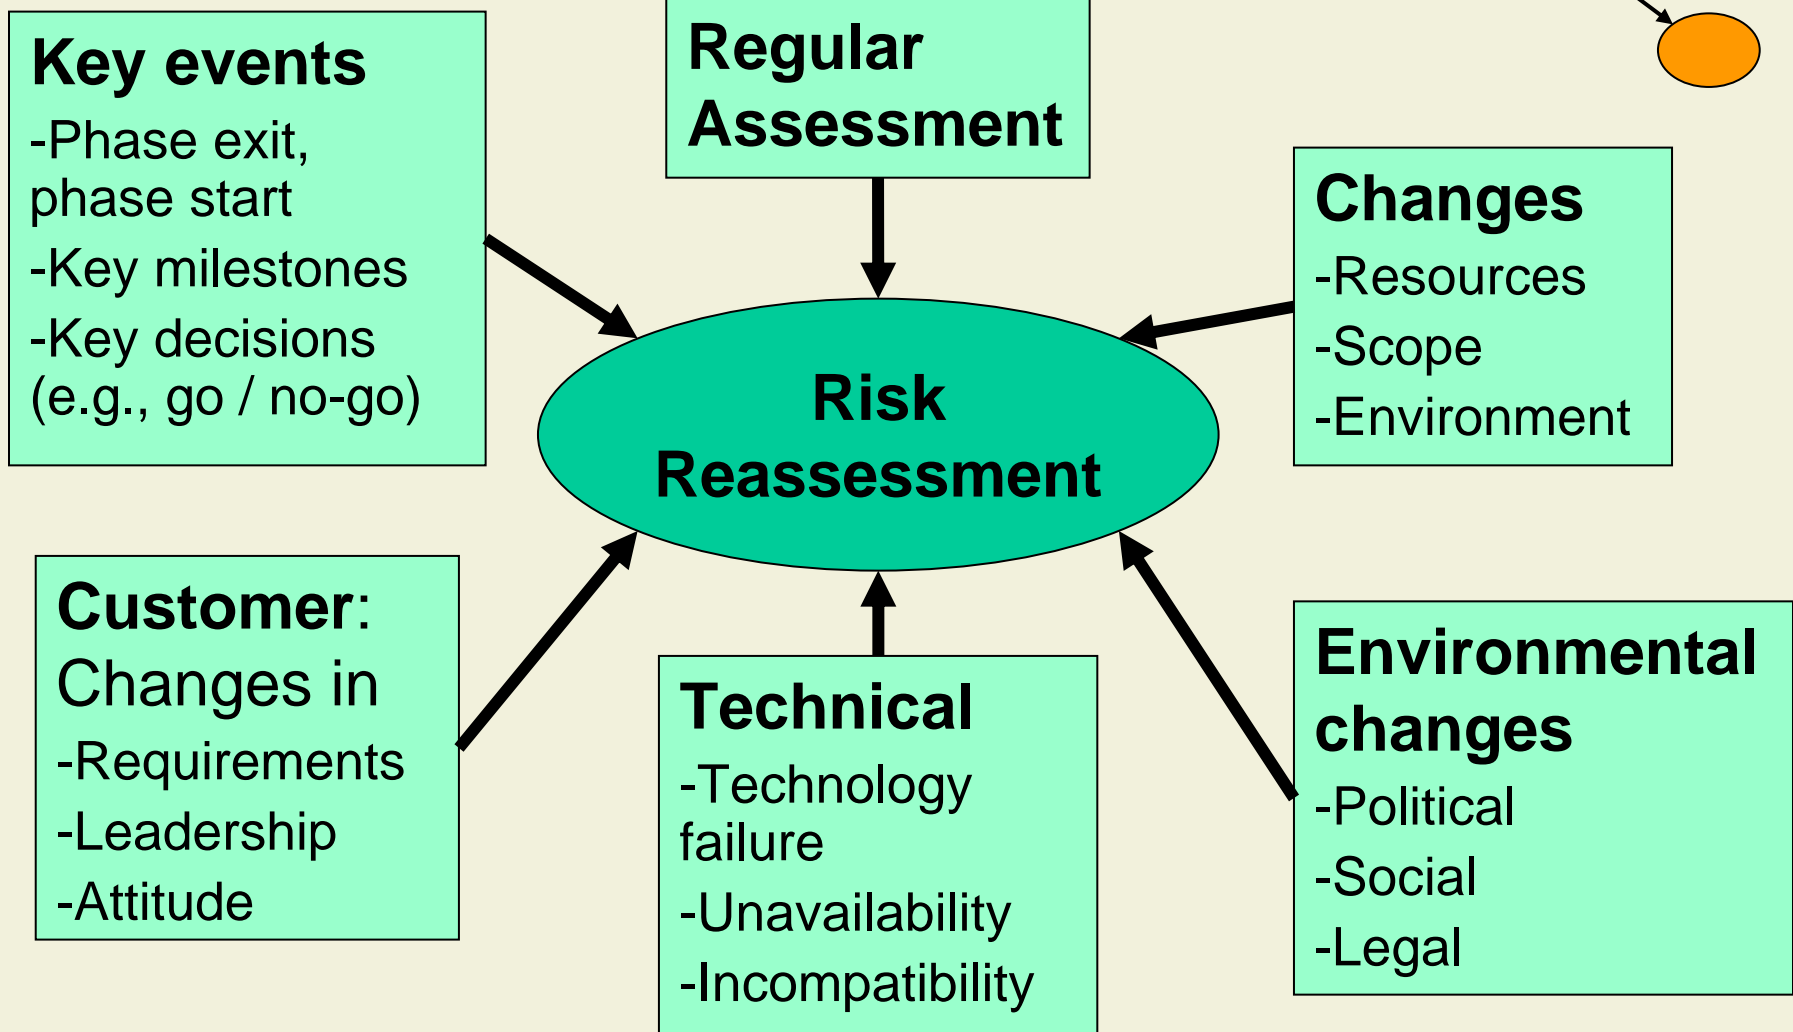 Key events
-Phase exit,
phase start
-Key milestones
-Key decisions
(e.g., go / no-go)
Regular
Assessment
Changes
-Resources
-Scope
-Environment
Risk
Reassessment
Customer:
Changes in
-Requirements
-Leadership
-Attitude
Technical
-Technology
failure
-Unavailability
-Incompatibility
Environmental
changes
-Political
-Social
-Legal